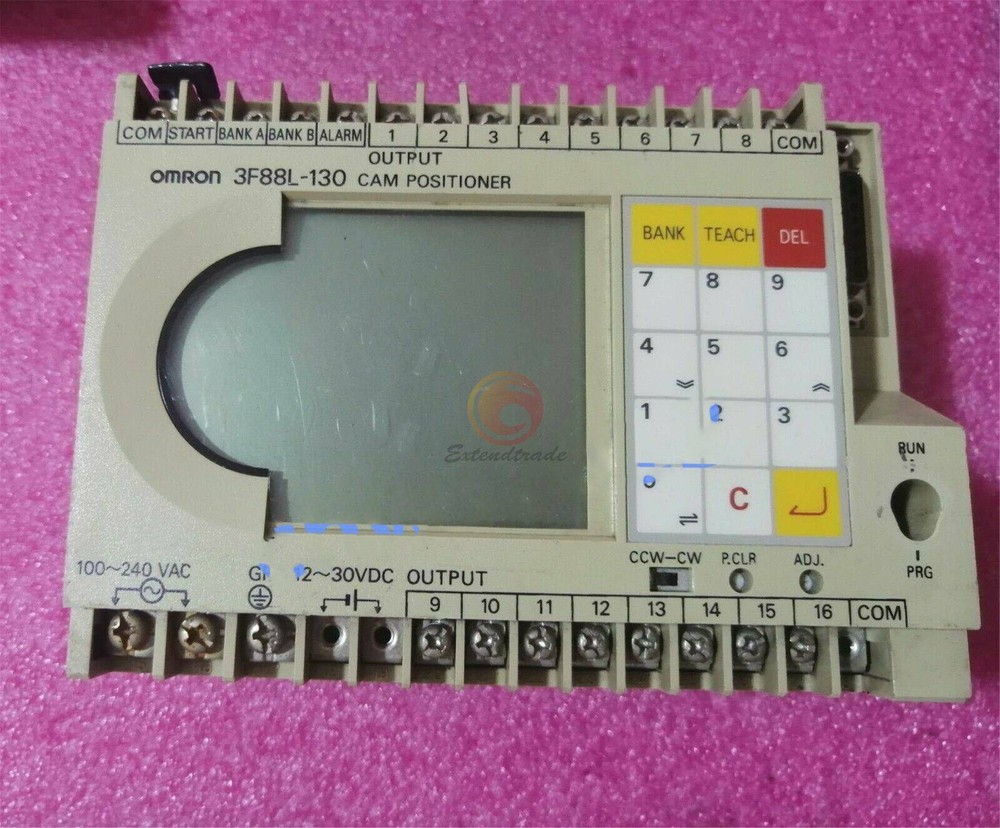 COM START BANK A BANK B ALARM 1 2 3 4 5 6 7 8 COM
OUTPUT
OMRON 3F88L-130 CAM POSITIONER
BANK TEACH DEL
7 8 9
4 5 6
1 2 3
C
Extendtrade
RUN
PRG
CCW-CW P.CLR ADJ.
100~240 VAC 12~30VDC OUTPUT
9 10 11 12 13 14 15 16 COM